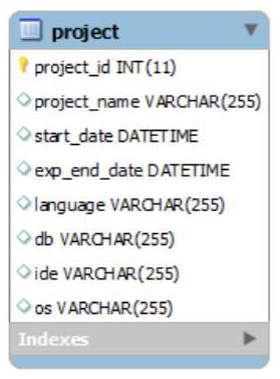 project
project_id INT(11)
project_name VARCHAR(255)
start_date DATETIME
exp_end_date DATETIME
language VARCHAR(255)
db VARCHAR(255)
ide VARCHAR(255)
os VARCHAR(255)
Indexes